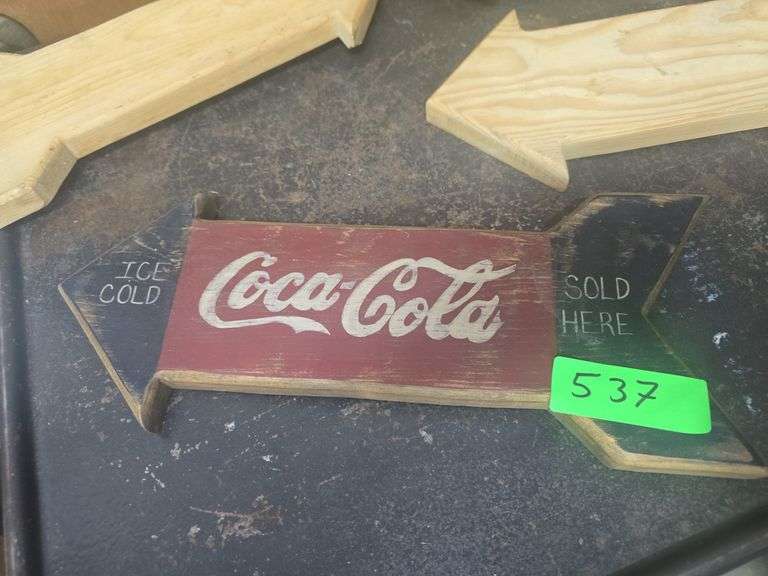 ICE
COLD
Coca-Cola
SOLD
HERE
537